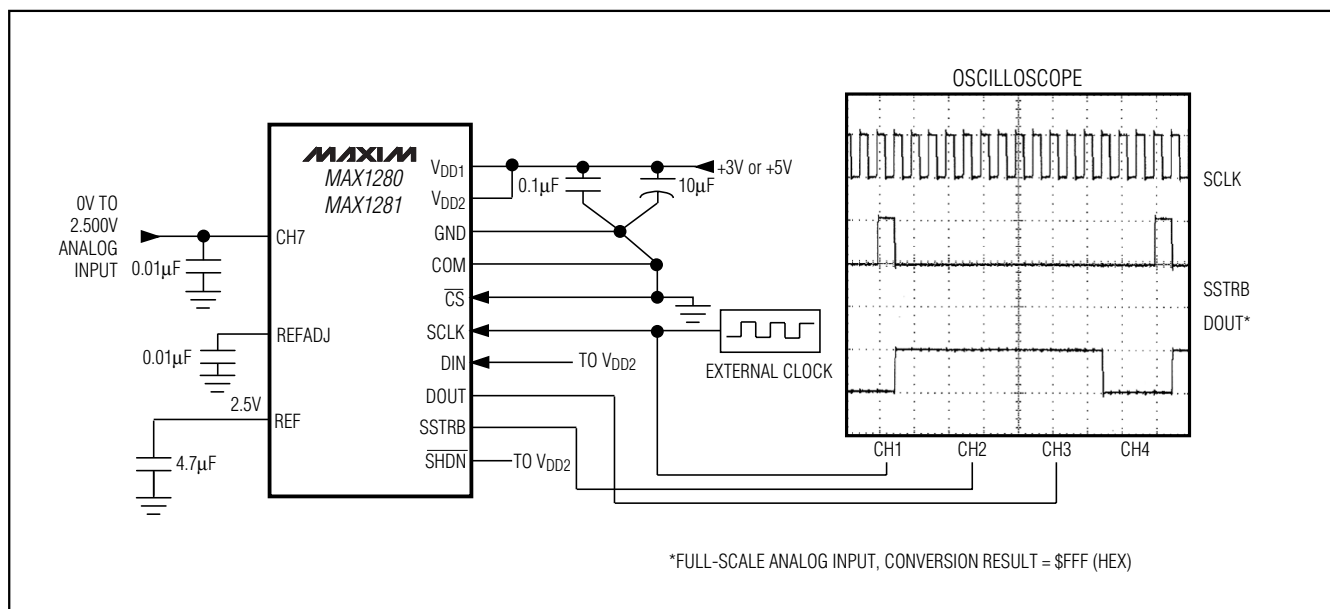 OSCILLOSCOPE
MAXIM
MAX1280
MAX1281
0V TO
2.500V
ANALOG
INPUT
0.01µF
CH7
REFADJ
0.01µF
2.5V
REF
4.7µF
VDD1
VDD2
GND
COM
CS
SCLK
DIN
DOUT
SSTRB
SHDN
0.1µF
10µF
+3V or +5V
EXTERNAL CLOCK
TO VDD2
TO VDD2
SCLK
SSTRB
DOUT*
CH1
CH2
CH3
CH4
*FULL-SCALE ANALOG INPUT, CONVERSION RESULT = $FFF (HEX)